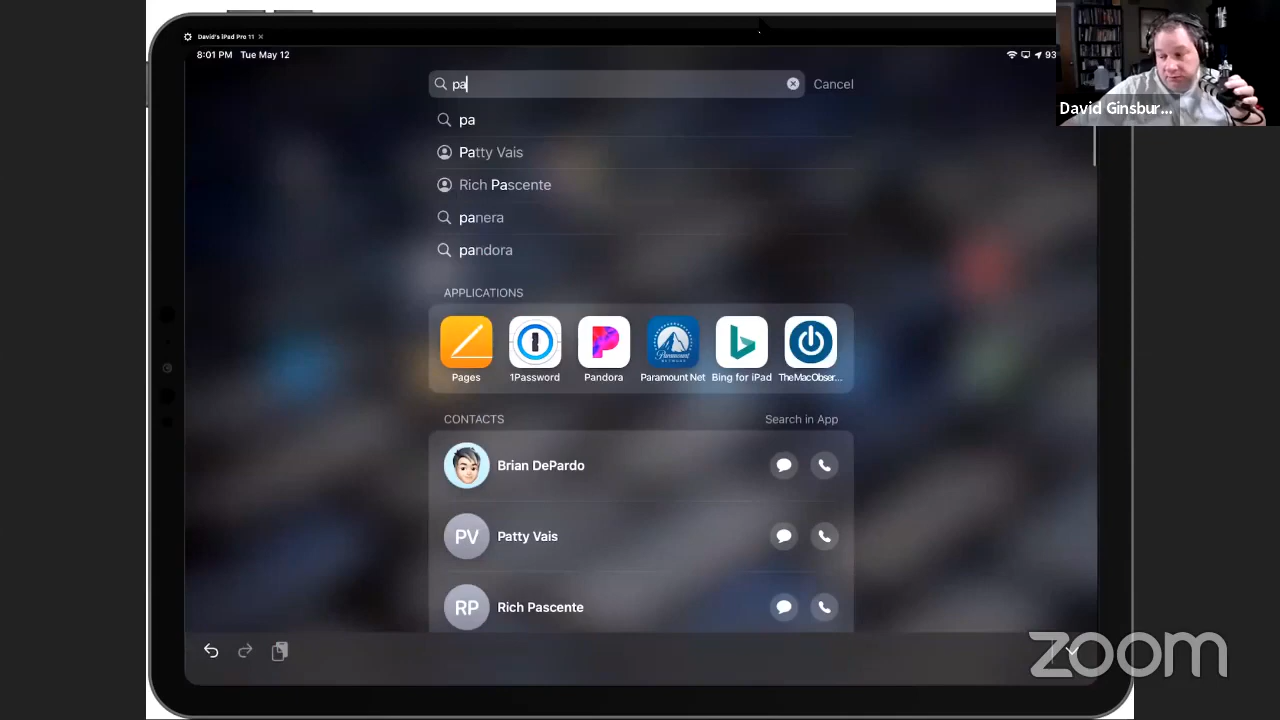 David's iPad Pro 11
8:01 PM Tue May 12
93
pa
Cancel
pa
Patty Vais
Rich Pascente
panera
pandora
APPLICATIONS
Pages
1Password
Pandora
Paramount Net
Bing for iPad
TheMacObser...
CONTACTS
Search in App
Brian DePardo
PV
Patty Vais
RP
Rich Pascente
David Ginsbur...
zoom